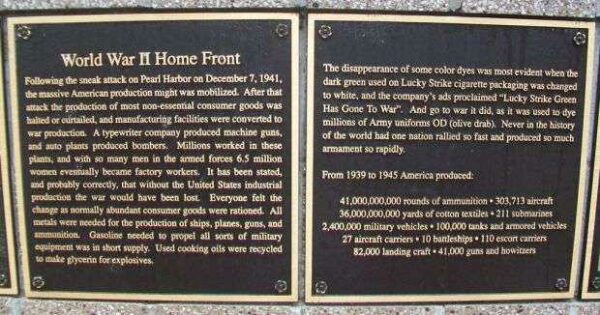 World War II Home Front
Following the sneak attack on Pearl Harbor on December 7, 1941,
the massive American production might was mobilized. After that
attack the production of most non-essential consumer goods was
halted or curtailed, and manufacturing facilities were converted to
war production. A typewriter company produced machine guns,
and auto plants produced bombers. Millions worked in these
plants, and with so many men in the armed forces 6.5 million
women eventually became factory workers. It has been stated,
and probably correctly, that without the United States industrial
production the war would have been lost. Everyone felt the
change as normally abundant consumer goods were rationed. All
metals were needed for the production of ships, planes, guns, and
ammunition. Gasoline needed to propel all sorts of military
equipment was in short supply. Used cooking oils were recycled
to make glycerin for explosives.
The disappearance of some color dyes was most evident when the
dark green used on Lucky Strike cigarette packaging was changed
to white, and the company's ads proclaimed "Lucky Strike Green
Has Gone To War". And go to war it did, as it was used to dye
millions of Army uniforms OD (olive drab). Never in the history
of the world had one nation rallied so fast and produced so much
armament so rapidly.
From 1939 to 1945 America produced:
41,000,000,000 rounds of ammunition • 303,713 aircraft
36,000,000,000 yards of cotton textiles • 211 submarines
2,400,000 military vehicles • 100,000 tanks and armored vehicles
27 aircraft carriers • 10 battleships • 110 escort carriers
82,000 landing craft • 41,000 guns and howitzers